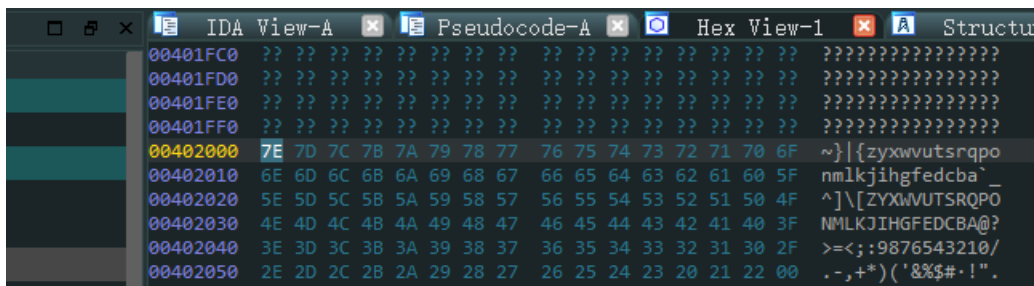 IDA View-A Pseudocode-A Hex View-1 Structu
00401FC0 ?? ?? ?? ?? ?? ?? ?? ?? ?? ?? ?? ?? ?? ?? ?? ?? ????????????????
00401FD0 ?? ?? ?? ?? ?? ?? ?? ?? ?? ?? ?? ?? ?? ?? ?? ?? ????????????????
00401FE0 ?? ?? ?? ?? ?? ?? ?? ?? ?? ?? ?? ?? ?? ?? ?? ?? ????????????????
00401FF0 ?? ?? ?? ?? ?? ?? ?? ?? ?? ?? ?? ?? ?? ?? ?? ?? ????????????????
00402000 7E 7D 7C 7B 7A 79 78 77 76 75 74 73 72 71 70 6F ~}|{zyxwvutsrqpo
00402010 6E 6D 6C 6B 6A 69 68 67 66 65 64 63 62 61 60 5F nmlkjihgfedcba`_
00402020 5E 5D 5C 5B 5A 59 58 57 56 55 54 53 52 51 50 4F ^]\[ZYXWVUTSRQPO
00402030 4E 4D 4C 4B 4A 49 48 47 46 45 44 43 42 41 40 3F NMLKJIHGFEDCBA@?
00402040 3E 3D 3C 3B 3A 39 38 37 36 35 34 33 32 31 30 2F >=<;:9876543210/
00402050 2E 2D 2C 2B 2A 29 28 27 26 25 24 23 20 21 22 00 .-,+*)('&%$#·!".